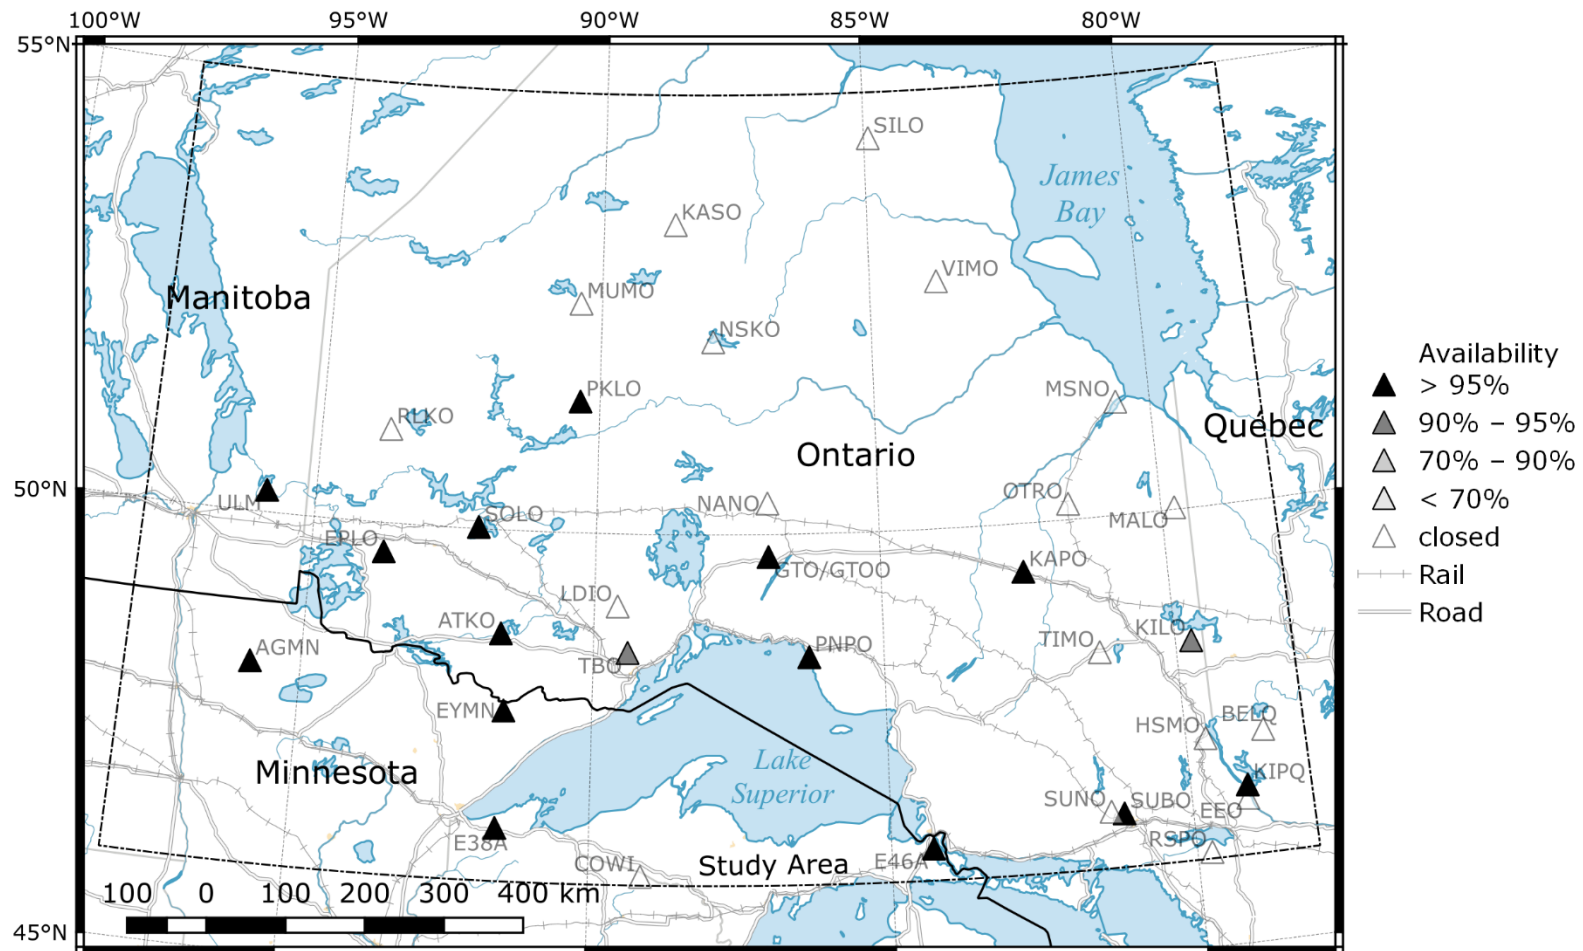 100°W 95°W 90°W 85°W 80°W
55°N
SILO
James
Bay
KASO
VIMO
Manitoba
MUMO
NSKO
Availability
> 95%
PKLO
MSNO
RLKO
90% – 95%
Québec
Ontario
70% – 90%
50°N
ULM
SOLO
NANO
OTRO
MALO
< 70%
EPLO
closed
GTO/GTOO
KAPO
Rail
LDIO
Road
ATKO
AGMN
TBO
PNPO
TIMO
KILO
EYMN
HSMO
BELQ
Minnesota
Lake
Superior
KIPQ
SUNO
SUBO
EEO
E38A
RSPO
COWI
Study Area
E46A
100 0 100 200 300 400 km
45°N